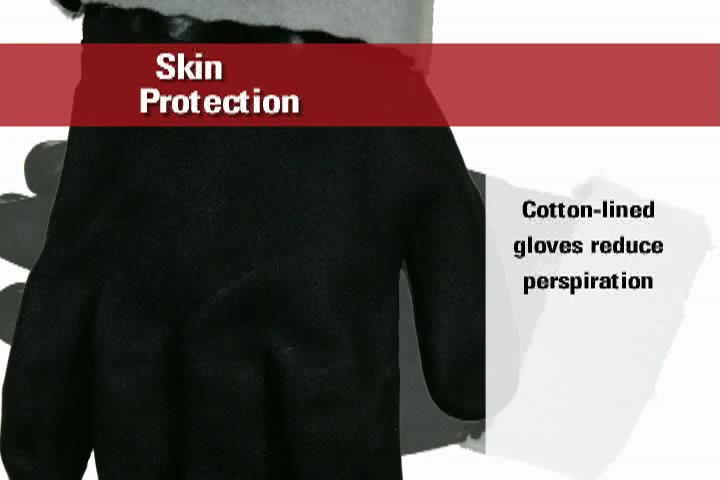 Skin
Protection
Cotton-lined
gloves reduce
perspiration